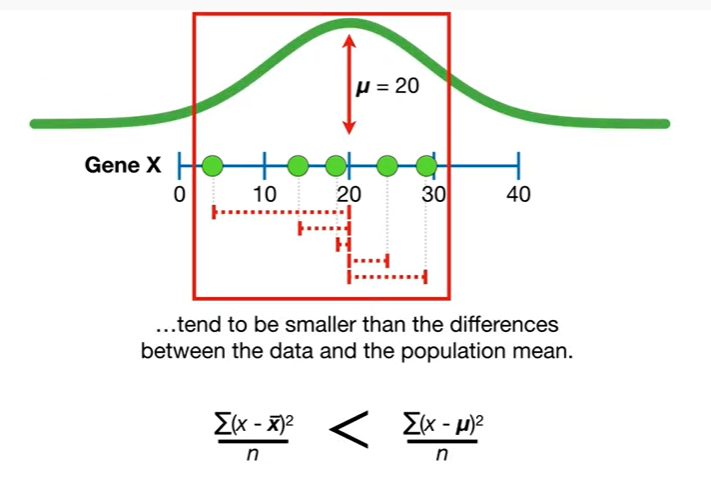 μ = 20
Gene X
0 10 20 30 40
...tend to be smaller than the differences
between the data and the population mean.
∑(x - x̄)² < ∑(x - μ)²
n n